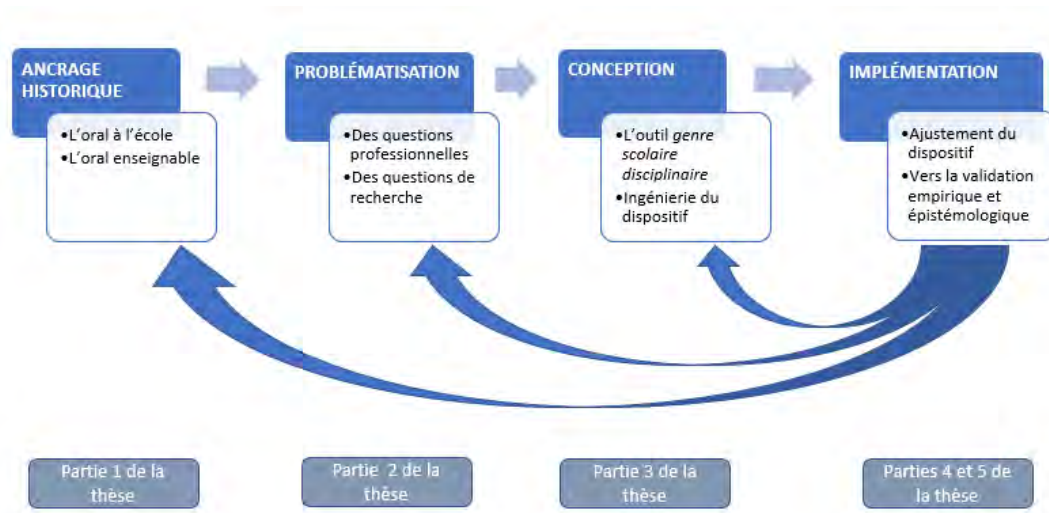 ANCRAGE
HISTORIQUE
•L'oral à l'école
•L'oral enseignable
PROBLÉMATISATION
•Des questions
professionnelles
•Des questions de
recherche
CONCEPTION
•L'outil genre
scolaire
disciplinaire
•Ingénierie du
dispositif
IMPLÉMENTATION
•Ajustement du
dispositif
•Vers la validation
empirique et
épistémologique
Partie 1 de la
thèse
Partie 2 de la
thèse
Partie 3 de la
thèse
Parties 4 et 5 de
la thèse